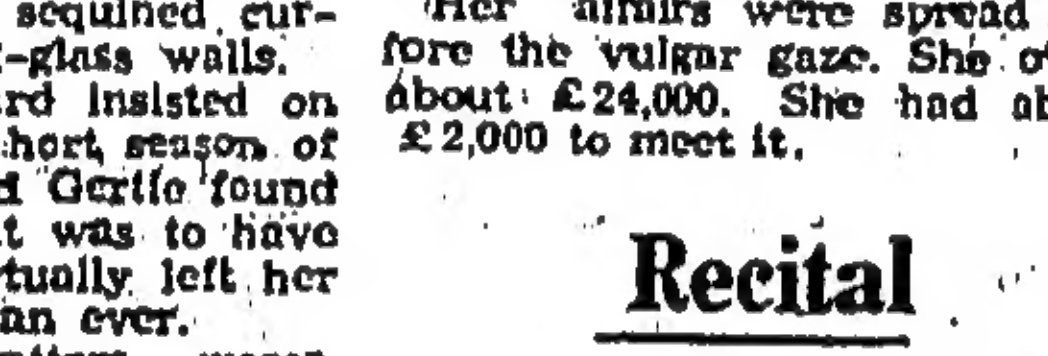 sequined cur-
-glass walls.
rd insisted on
hort season of
d Gertie found
t was to have
tually left her
an ever.
Her affairs were spread
fore the vulgar gaze. She
about £24,000. She had ab
£2,000 to meet it.
Recital